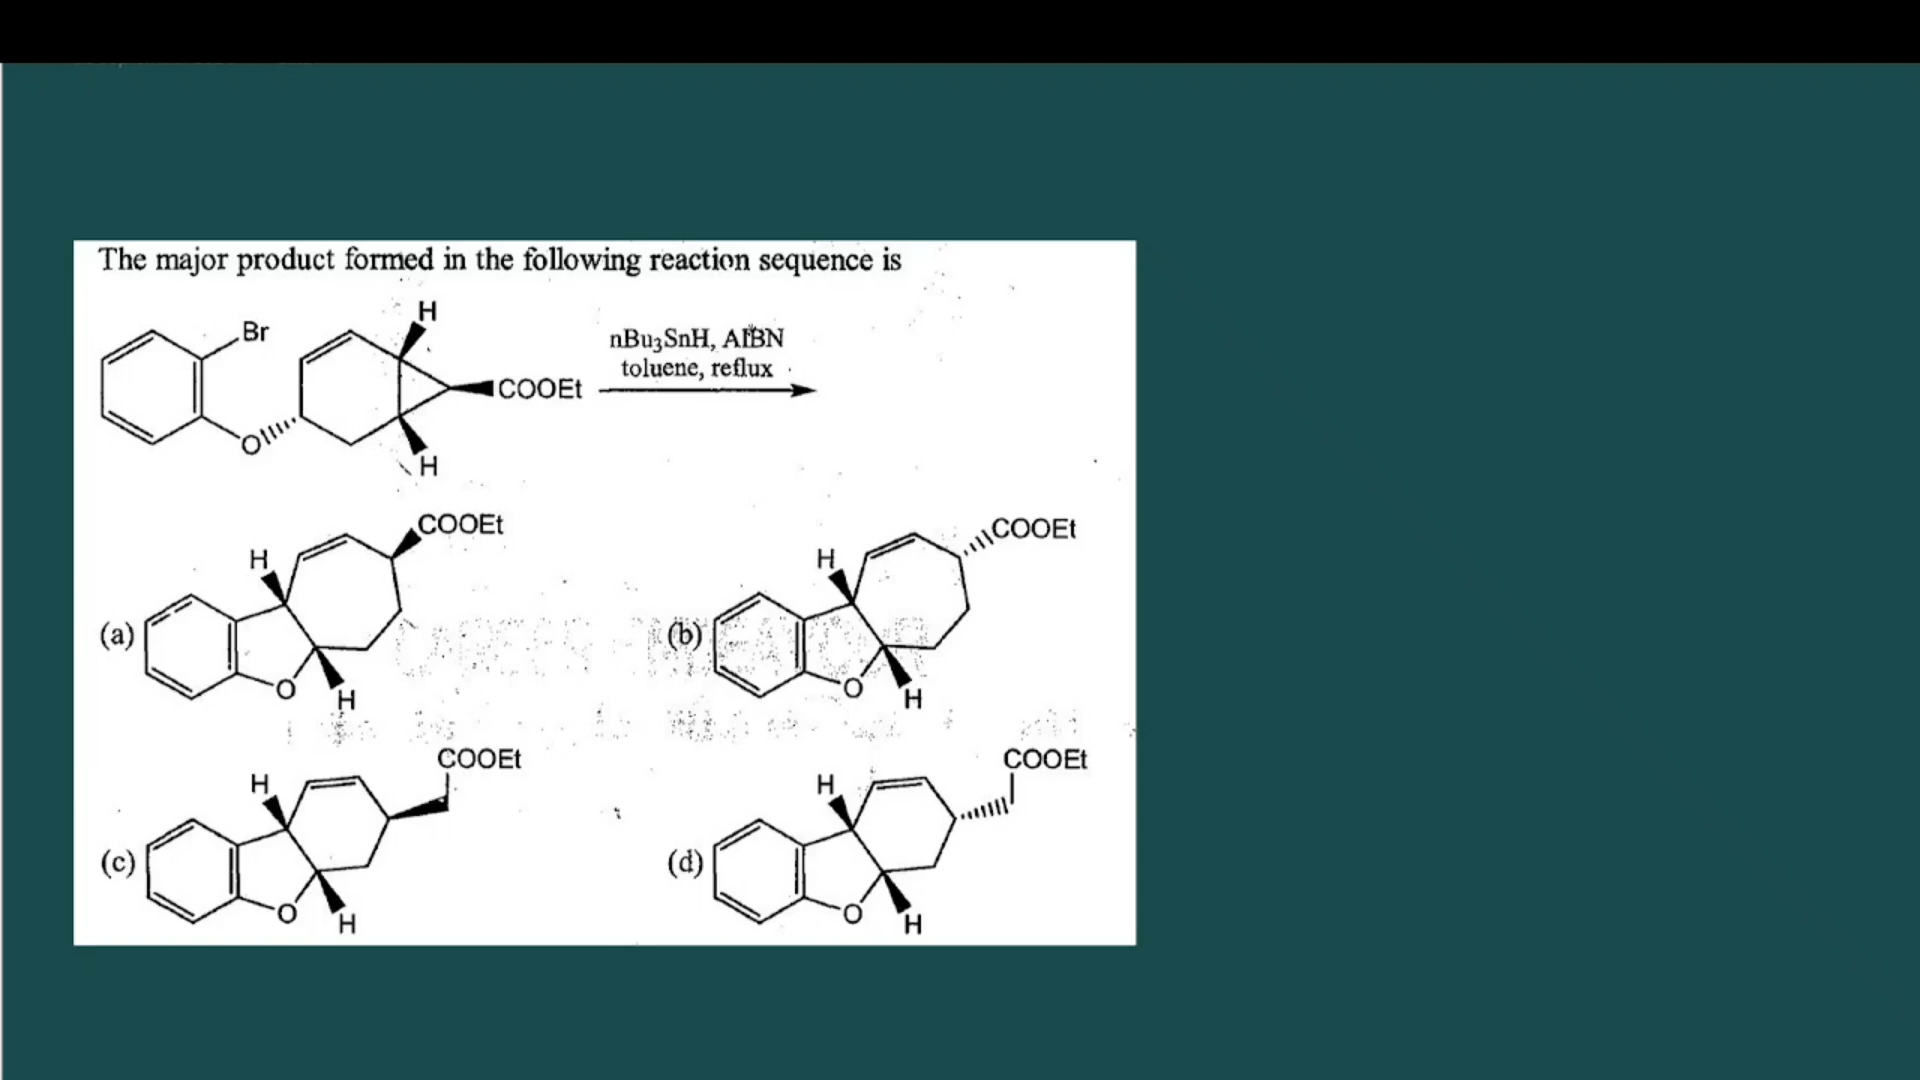 The major product formed in the following reaction sequence is
H
Br
nBu₃SnH, AIBN
toluene, reflux
COOEt
O
H
COOEt
COOEt
H
H
(a)
(b)
O
H
O
H
COOEt
COOEt
H
H
(c)
(d)
O
H
O
H